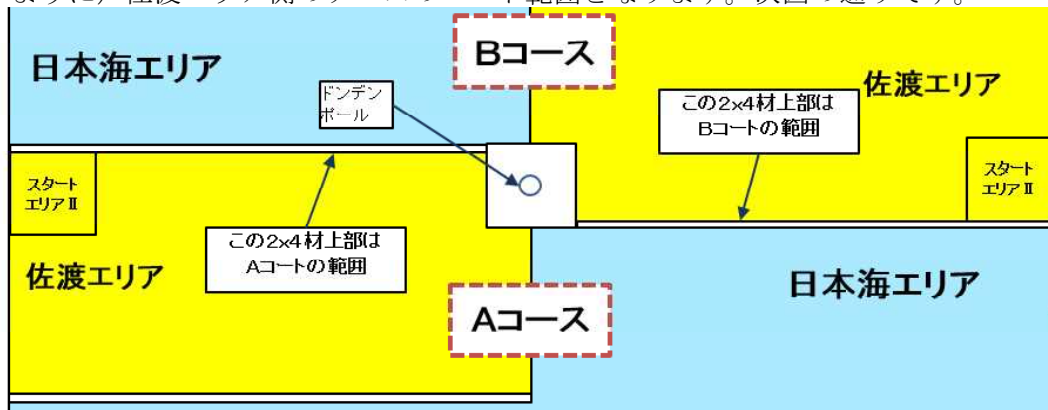 Bコース
日本海エリア
佐渡エリア
ドンデン
ポール
この2×4材上部は
Bコートの範囲
スタート
エリアⅡ
スタート
エリアⅡ
この2×4材上部は
Aコートの範囲
佐渡エリア
日本海エリア
Aコース